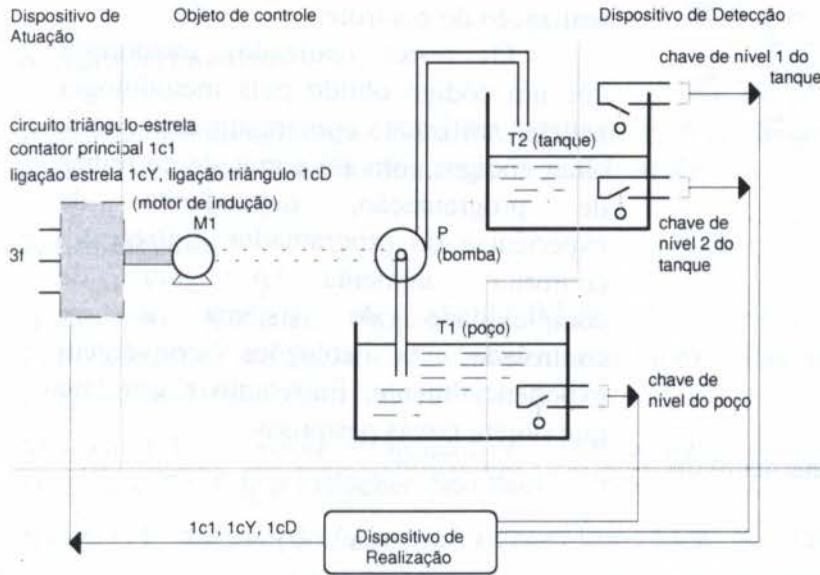 Dispositivo de
Atuação
Objeto de controle
Dispositivo de Detecção
chave de nível 1 do
tanque
circuito triângulo-estrela
contator principal 1c1
ligação estrela 1cY, ligação triângulo 1cD
(motor de indução)
M1
3f
P
(bomba)
T2 (tanque)
chave de
nível 2 do
tanque
T1 (poço)
chave de
nível do poço
1c1, 1cY, 1cD
Dispositivo de
Realização